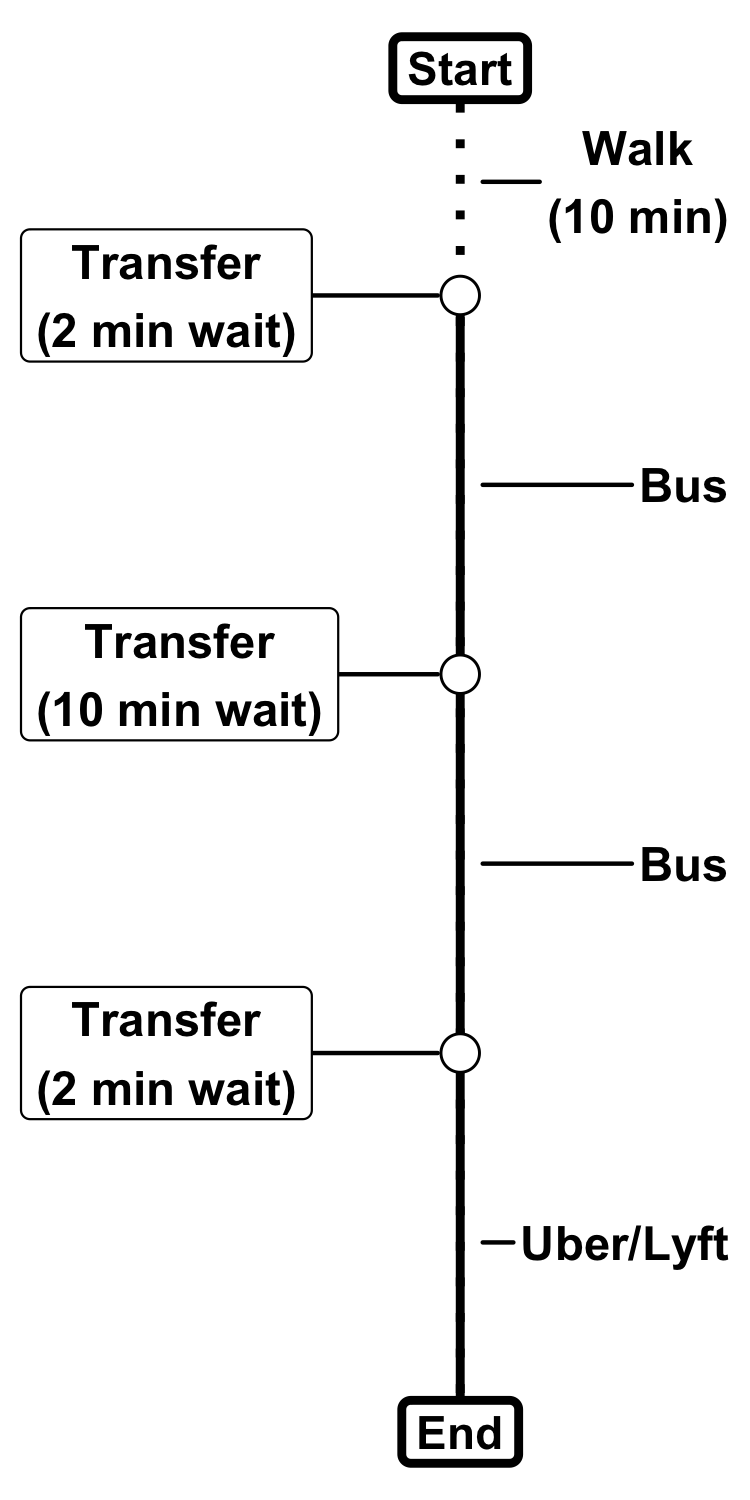 Start
Walk
(10 min)
Transfer
(2 min wait)
Bus
Transfer
(10 min wait)
Bus
Transfer
(2 min wait)
Uber/Lyft
End